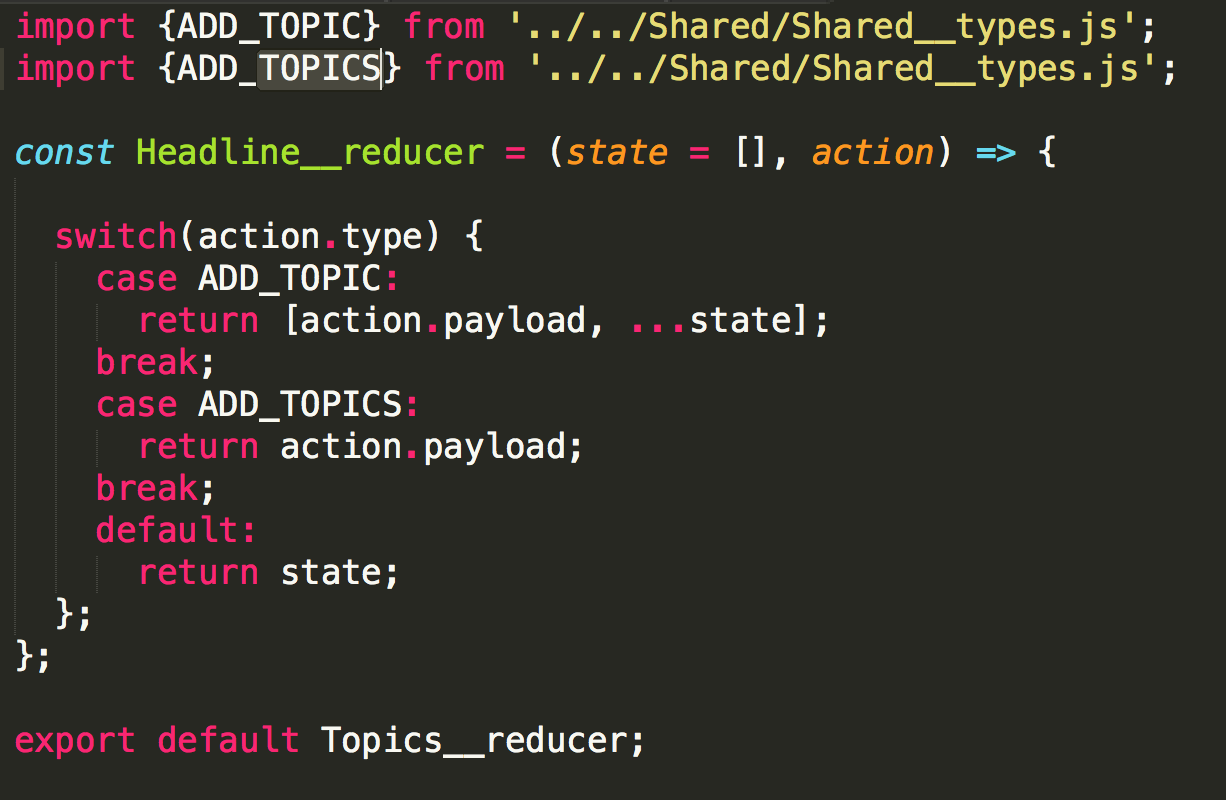 import {ADD_TOPIC} from '../../Shared/Shared__types.js';
import {ADD_TOPICS} from '../../Shared/Shared__types.js';
const Headline__reducer = (state = [], action) => {
switch(action.type) {
case ADD_TOPIC:
return [action.payload, ...state];
break;
case ADD_TOPICS:
return action.payload;
break;
default:
return state;
};
};
export default Topics__reducer;